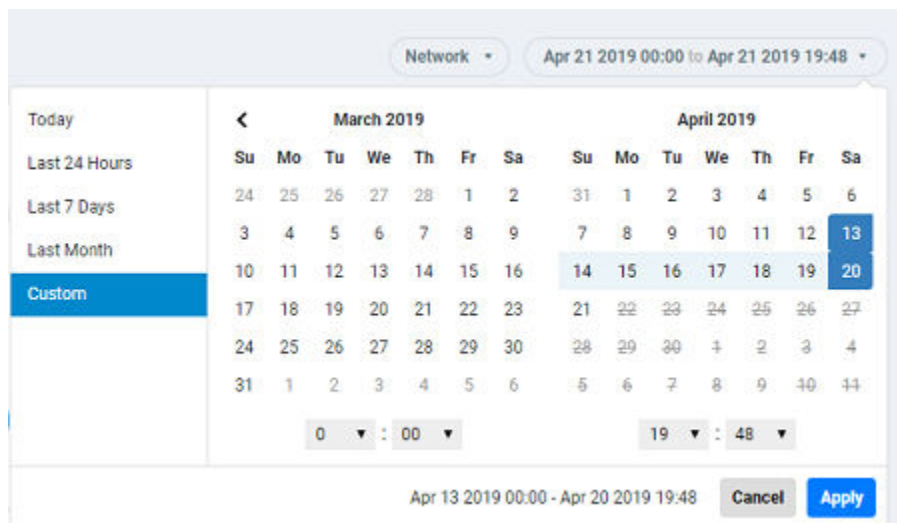 Network
Apr 21 2019 00:00 to Apr 21 2019 19:48
Today
Last 24 Hours
Last 7 Days
Last Month
Custom
March 2019
Su Mo Tu We Th Fr Sa
24 25 26 27 28 1 2
3 4 5 6 7 8 9
10 11 12 13 14 15 16
17 18 19 20 21 22 23
24 25 26 27 28 29 30
31 1 2 3 4 5 6
0 : 00
April 2019
Su Mo Tu We Th Fr Sa
31 1 2 3 4 5 6
7 8 9 10 11 12 13
14 15 16 17 18 19 20
21 22 23 24 25 26 27
28 29 30 1 2 3 4
5 6 7 8 9 10 11
19 : 48
Apr 13 2019 00:00 - Apr 20 2019 19:48
Cancel
Apply